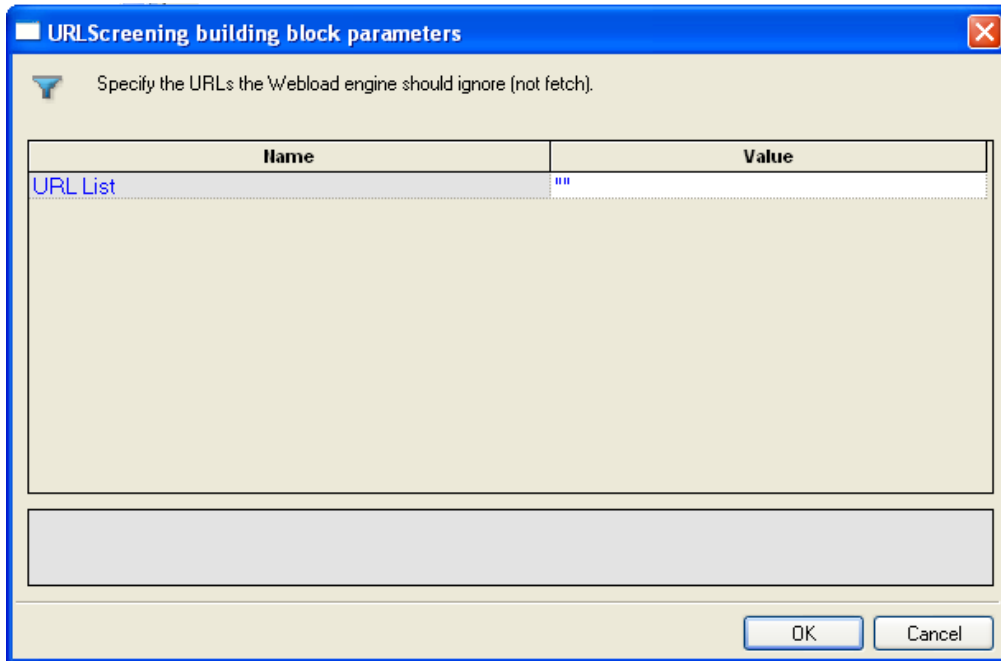 URLScreening building block parameters
Specify the URLs the Webload engine should ignore (not fetch).
Name Value
URL List ""
OK Cancel